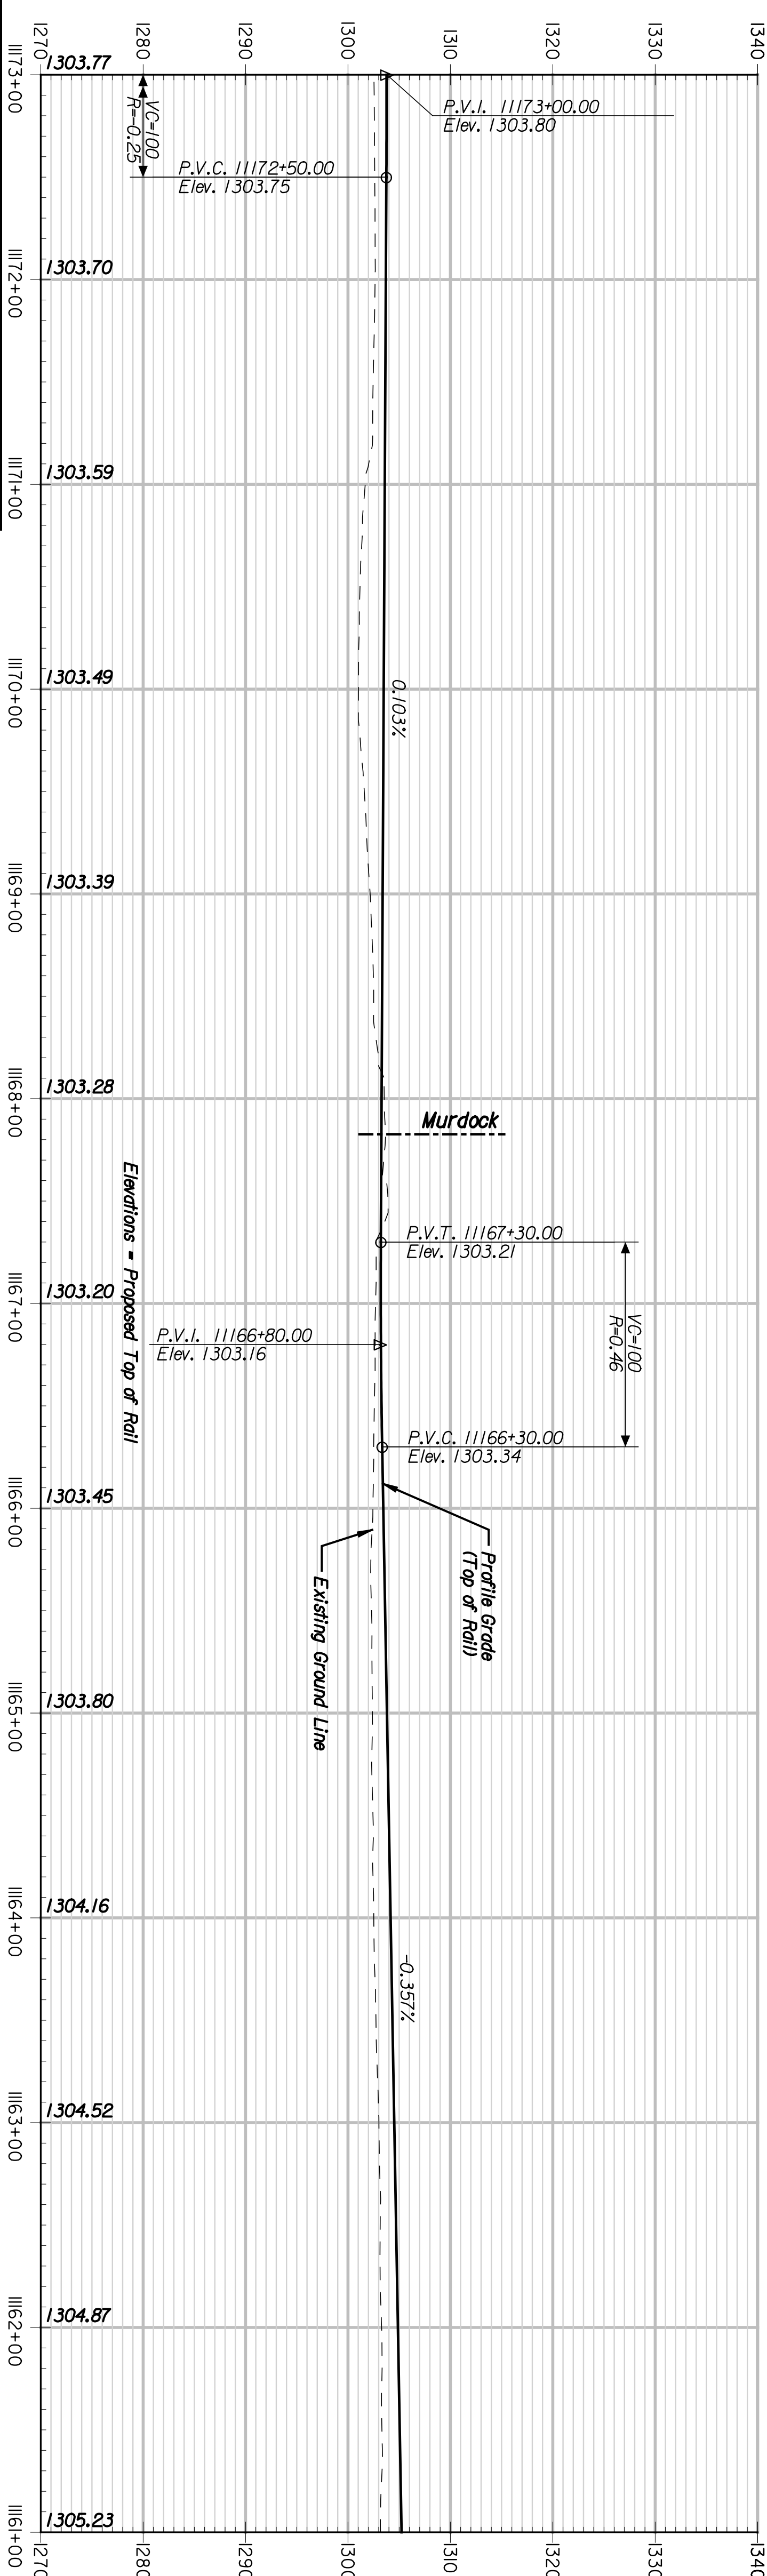 1340
1330
1320
1310
1300
1290
1280
1270
1303.77
11173+00
P.V.I. 11173+00.00
Elev. 1303.80
VC=100
R=-0.25
P.V.C. 11172+50.00
Elev. 1303.75
1303.70
11172+00
1303.59
11171+00
0.103%
1303.49
11170+00
1303.39
11169+00
1303.28
11168+00
Murdock
P.V.T. 11167+30.00
Elev. 1303.21
Elevations = Proposed Top of Rail
1303.20
11167+00
VC=100
R=0.46
P.V.I. 11166+80.00
Elev. 1303.16
P.V.C. 11166+30.00
Elev. 1303.34
1303.45
11166+00
Profile Grade
(Top of Rail)
Existing Ground Line
1303.80
11165+00
1304.16
11164+00
-0.357%
1304.52
11163+00
1304.87
11162+00
1305.23
11161+00
1340
1330
1320
1310
1300
1290
1280
1270